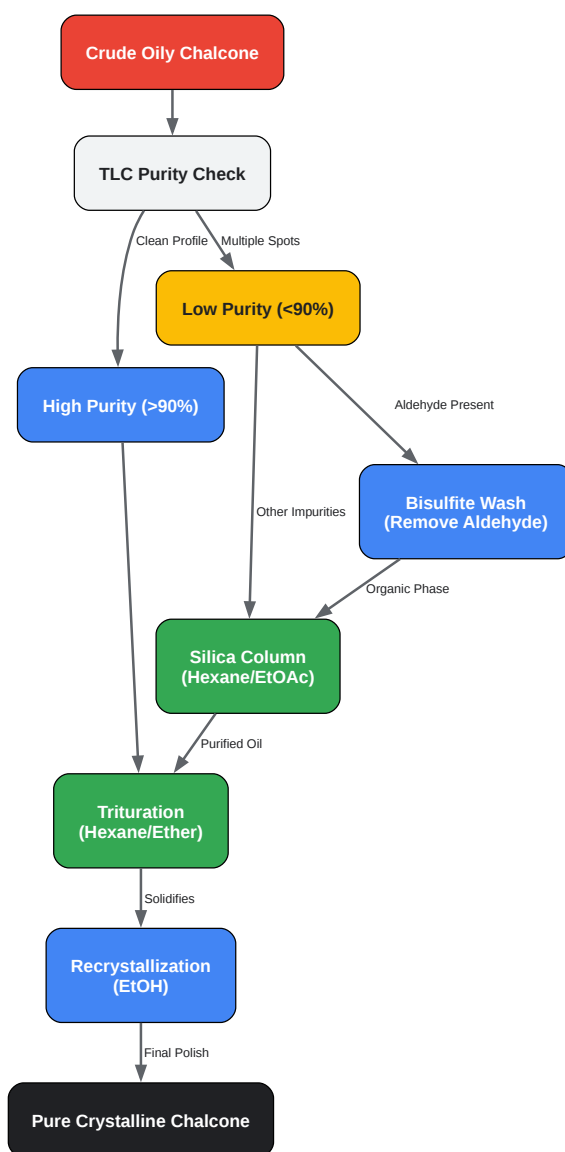 Crude Oily Chalcone
TLC Purity Check
Clean Profile
Multiple Spots
Low Purity (<90%)
High Purity (>90%)
Aldehyde Present
Bisulfite Wash
(Remove Aldehyde)
Other Impurities
Organic Phase
Silica Column
(Hexane/EtOAc)
Purified Oil
Trituration
(Hexane/Ether)
Solidifies
Recrystallization
(EtOH)
Final Polish
Pure Crystalline Chalcone